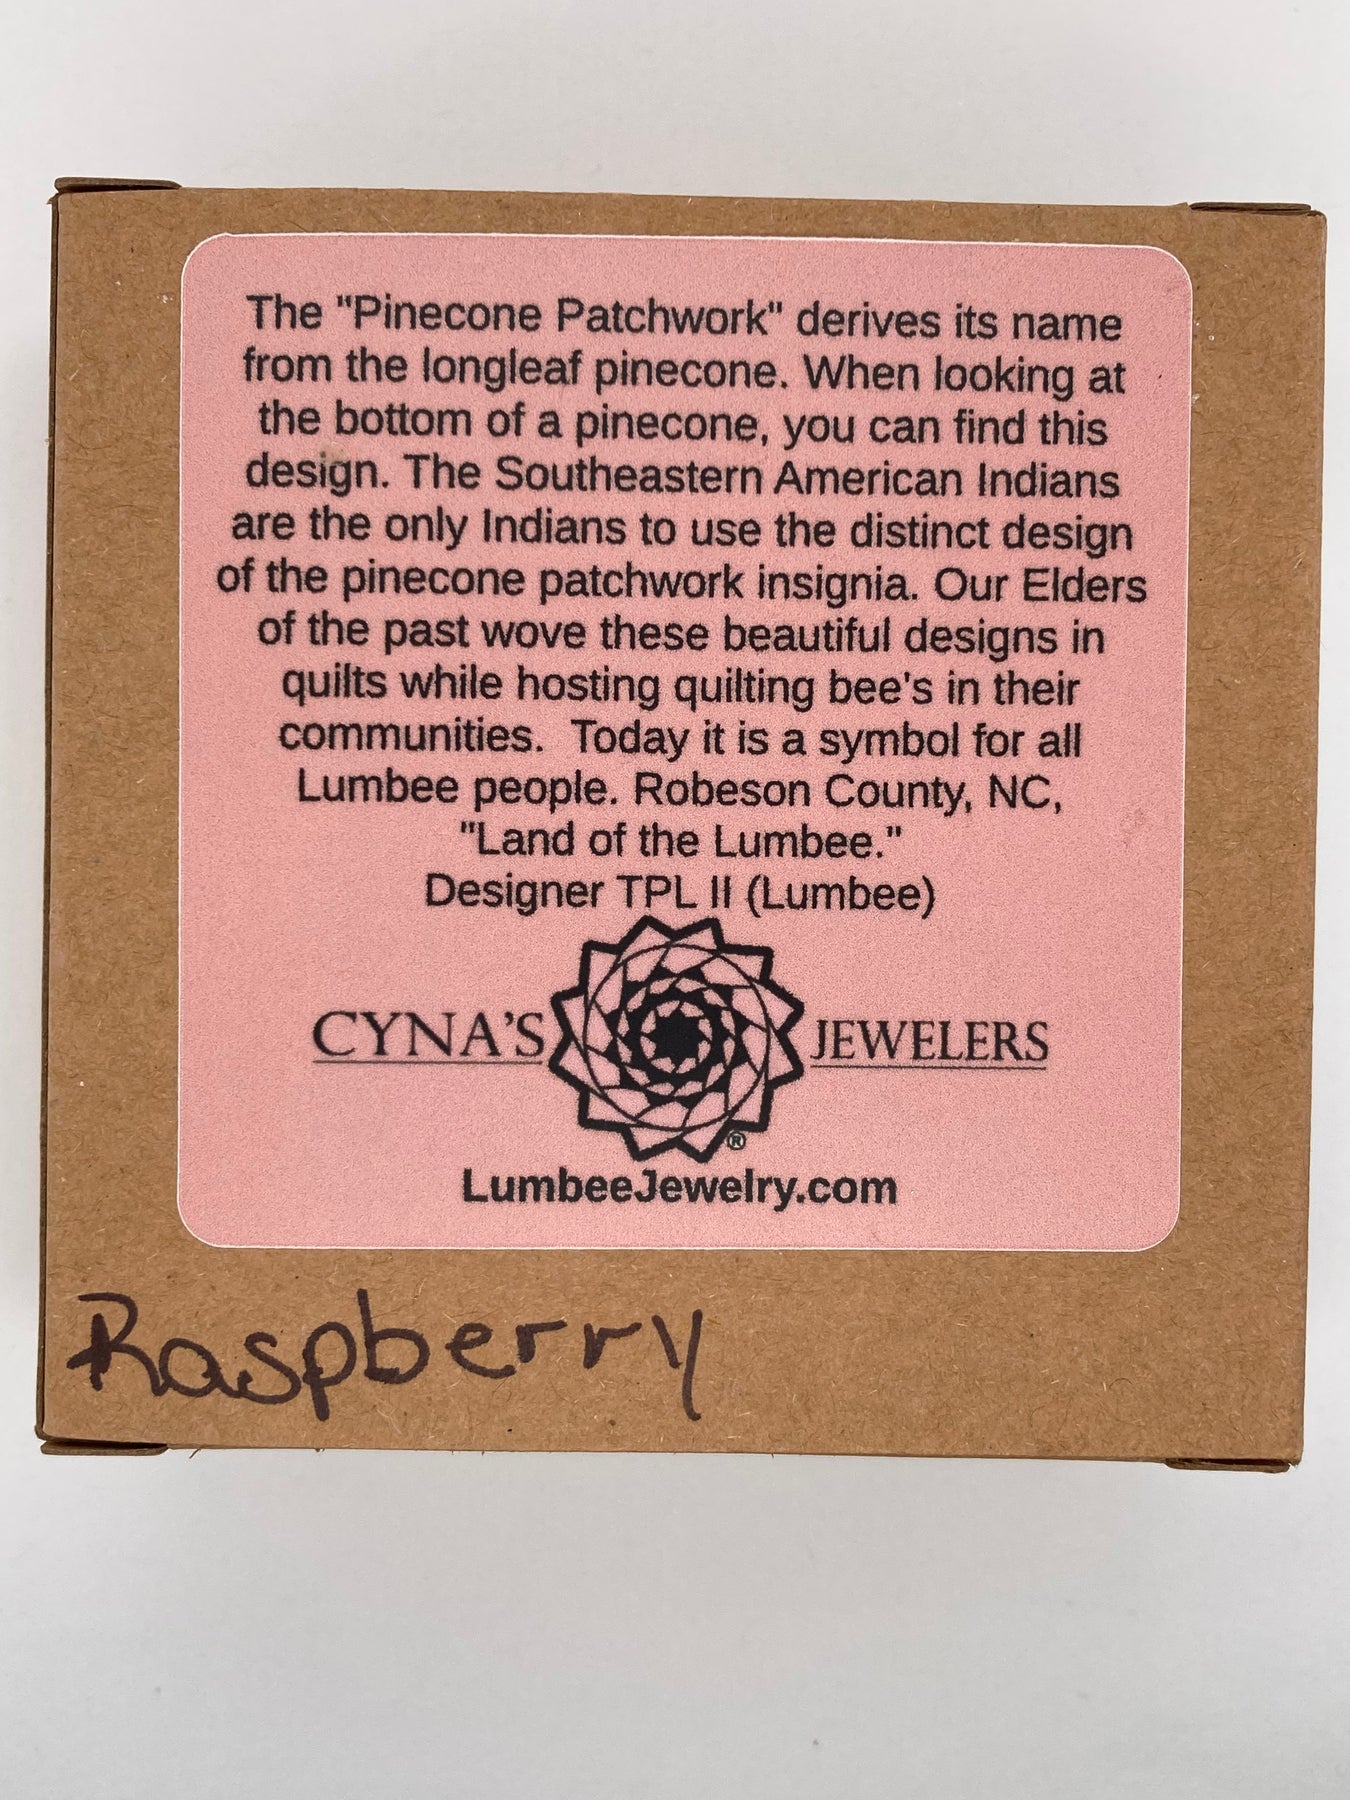 The "Pinecone Patchwork" derives its name
from the longleaf pinecone. When looking at
the bottom of a pinecone, you can find this
design. The Southeastern American Indians
are the only Indians to use the distinct design
of the pinecone patchwork insignia. Our Elders
of the past wove these beautiful designs in
quilts while hosting quilting bee's in their
communities.  Today it is a symbol for all
Lumbee people. Robeson County, NC,
"Land of the Lumbee."
Designer TPL II (Lumbee)
CYNA'S JEWELERS
®
LumbeeJewelry.com
Raspberry